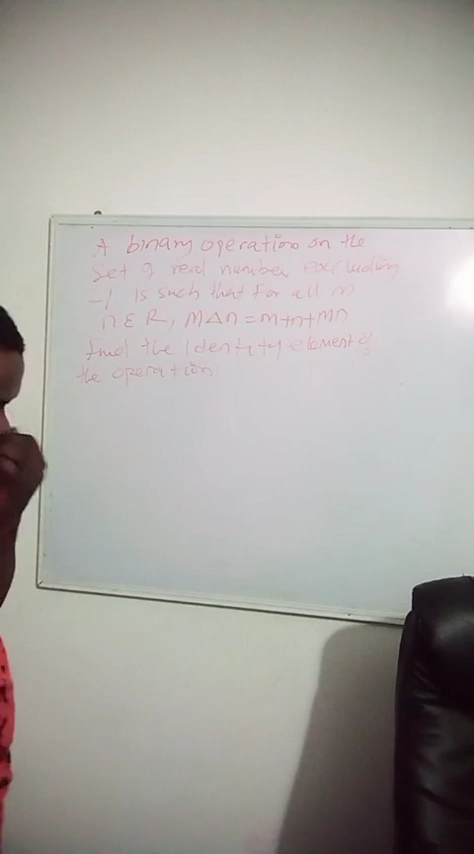 A binary operation on the
set of real number excluding
-1 is such that for all m
n ε R, m Δ n = m+n+mn
find the identity element of
the operation